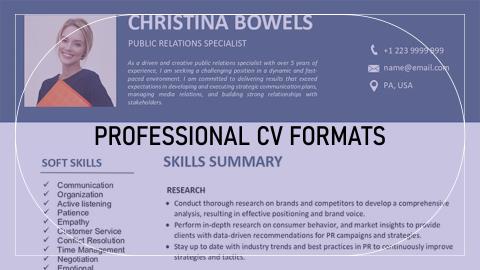 CHRISTINA BOWELS
PUBLIC RELATIONS SPECIALIST
As a driven and creative public relations specialist with over 5 years of
experience, I am seeking a challenging position in a dynamic and fast-
paced environment. I am committed to delivering results that exceed
expectations in developing and executing strategic communication plans,
managing media relations, and building strong relationships with
stakeholders.
+1 223 9999 999
name@email.com
PA, USA
PROFESSIONAL CV FORMATS
SOFT SKILLS
Communication
Organization
Active listening
Patience
Empathy
Customer Service
Conflict Resolution
Time Management
Negotiation
Emotional
SKILLS SUMMARY
RESEARCH
Conduct thorough research on brands and competitors to develop a comprehensive
analysis, resulting in effective positioning and brand voice.
Perform in-depth research on consumer behavior, and market insights to provide
clients with data-driven recommendations for PR campaigns and strategies.
Stay up to date with industry trends and best practices in PR to continuously improve
strategies and tactics.